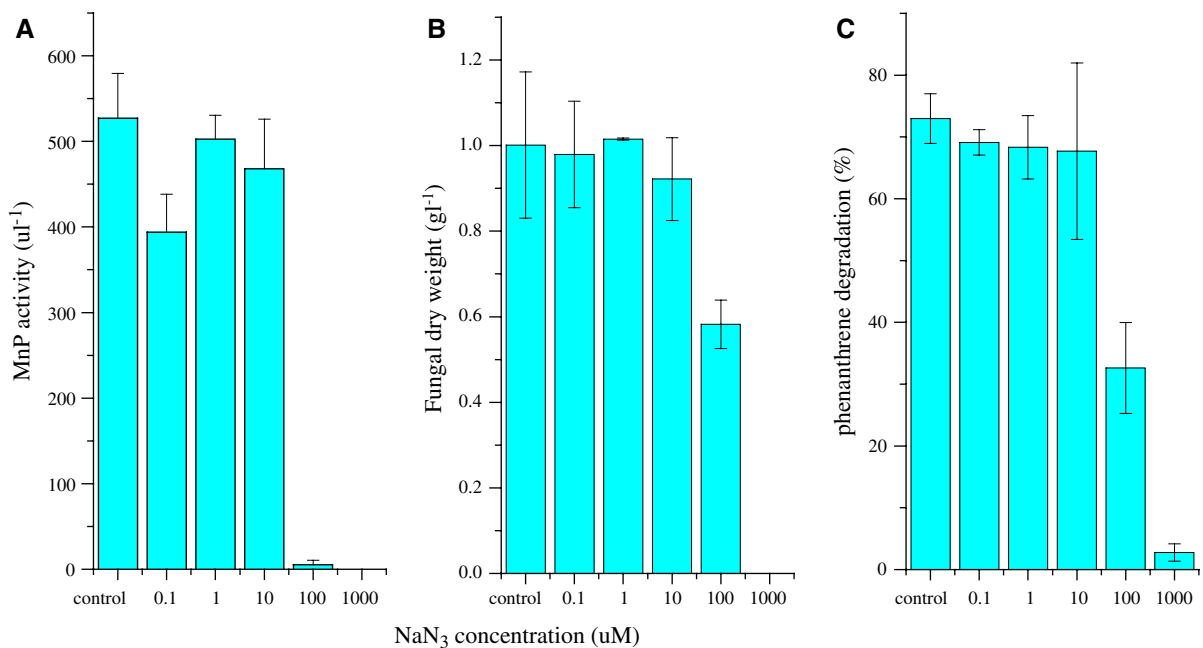 A
MnP activity (ul⁻¹)
600
500
400
300
200
100
0
control 0.1 1 10 100 1000
B
Fungal dry weight (gl⁻¹)
1.2
1.0
0.8
0.6
0.4
0.2
0.0
control 0.1 1 10 100 1000
C
phenanthrene degradation (%)
80
60
40
20
0
control 0.1 1 10 100 1000
NaN₃ concentration (uM)